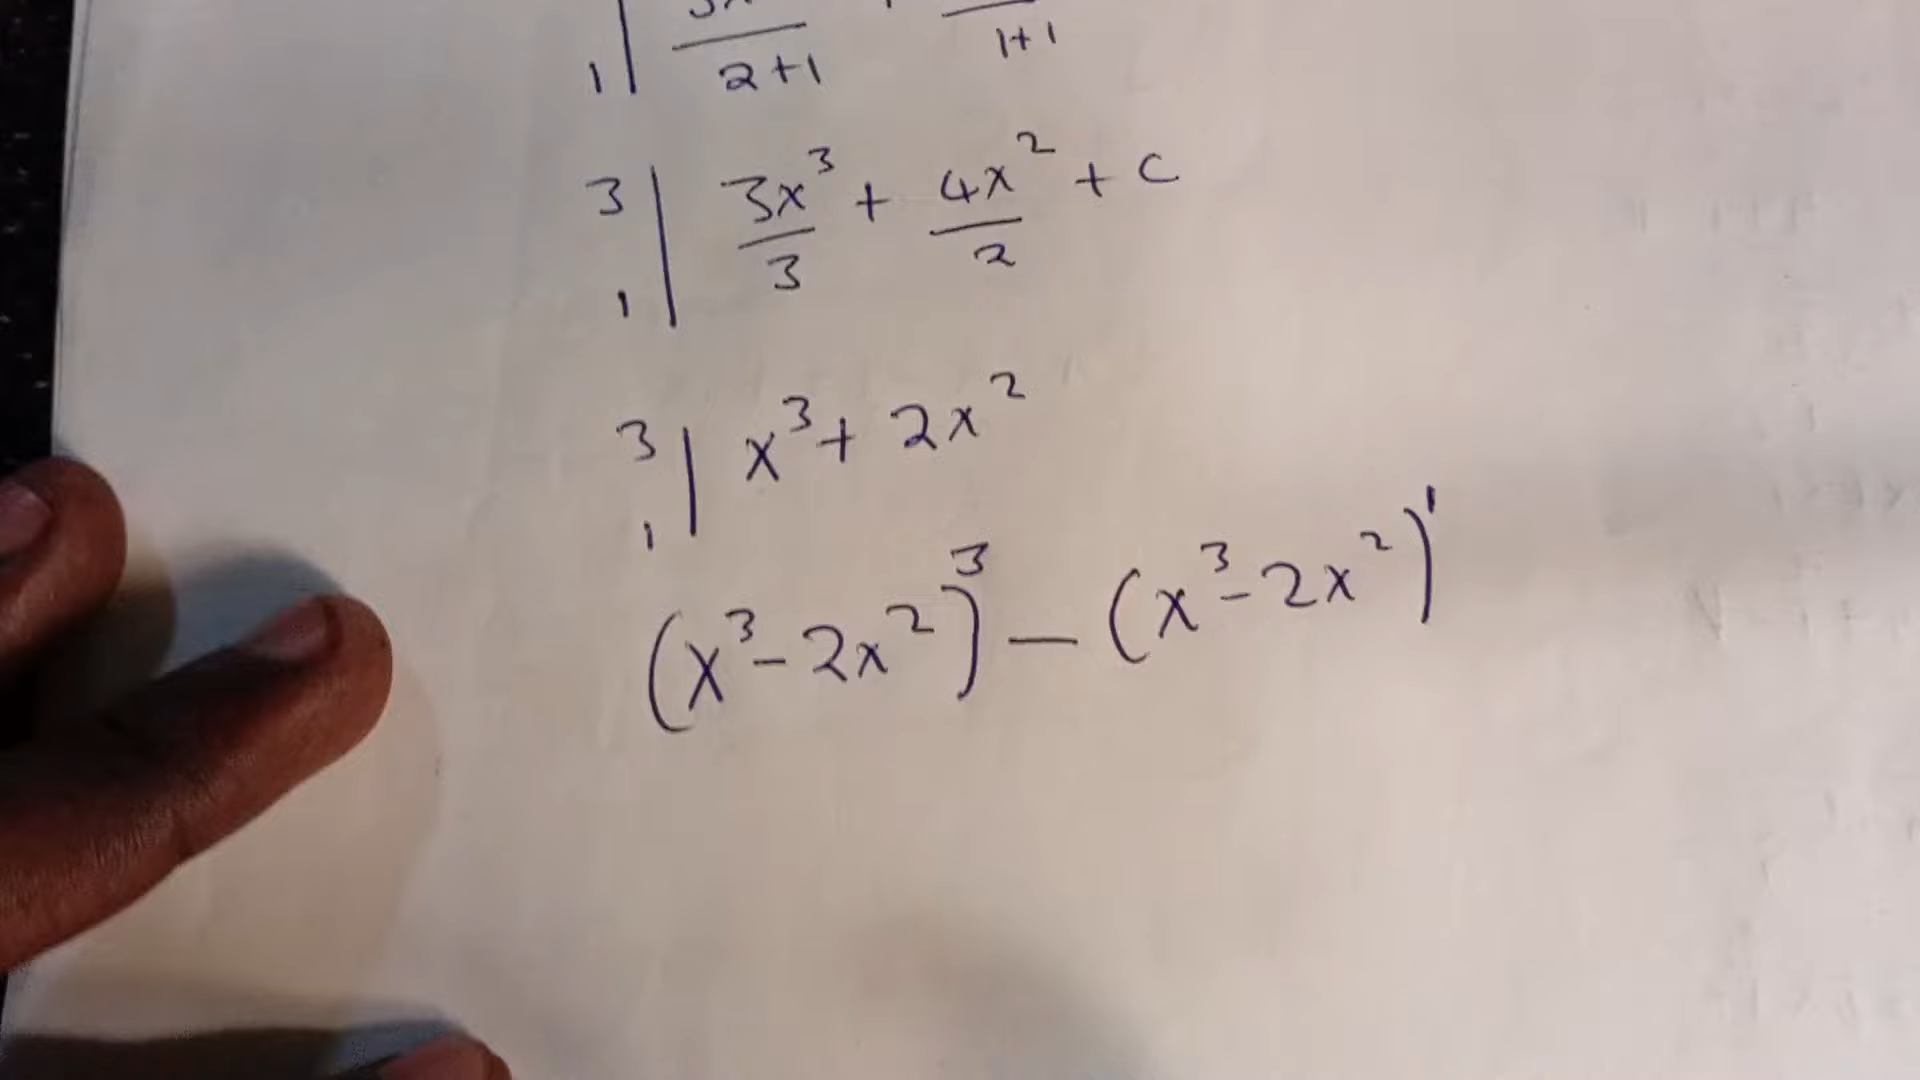 1| 3x/2+1 1+1
3|1 3x³/3 + 4x²/2 + c
3|1 x³ + 2x²
(x³ - 2x²)³ - (x³ - 2x²)¹